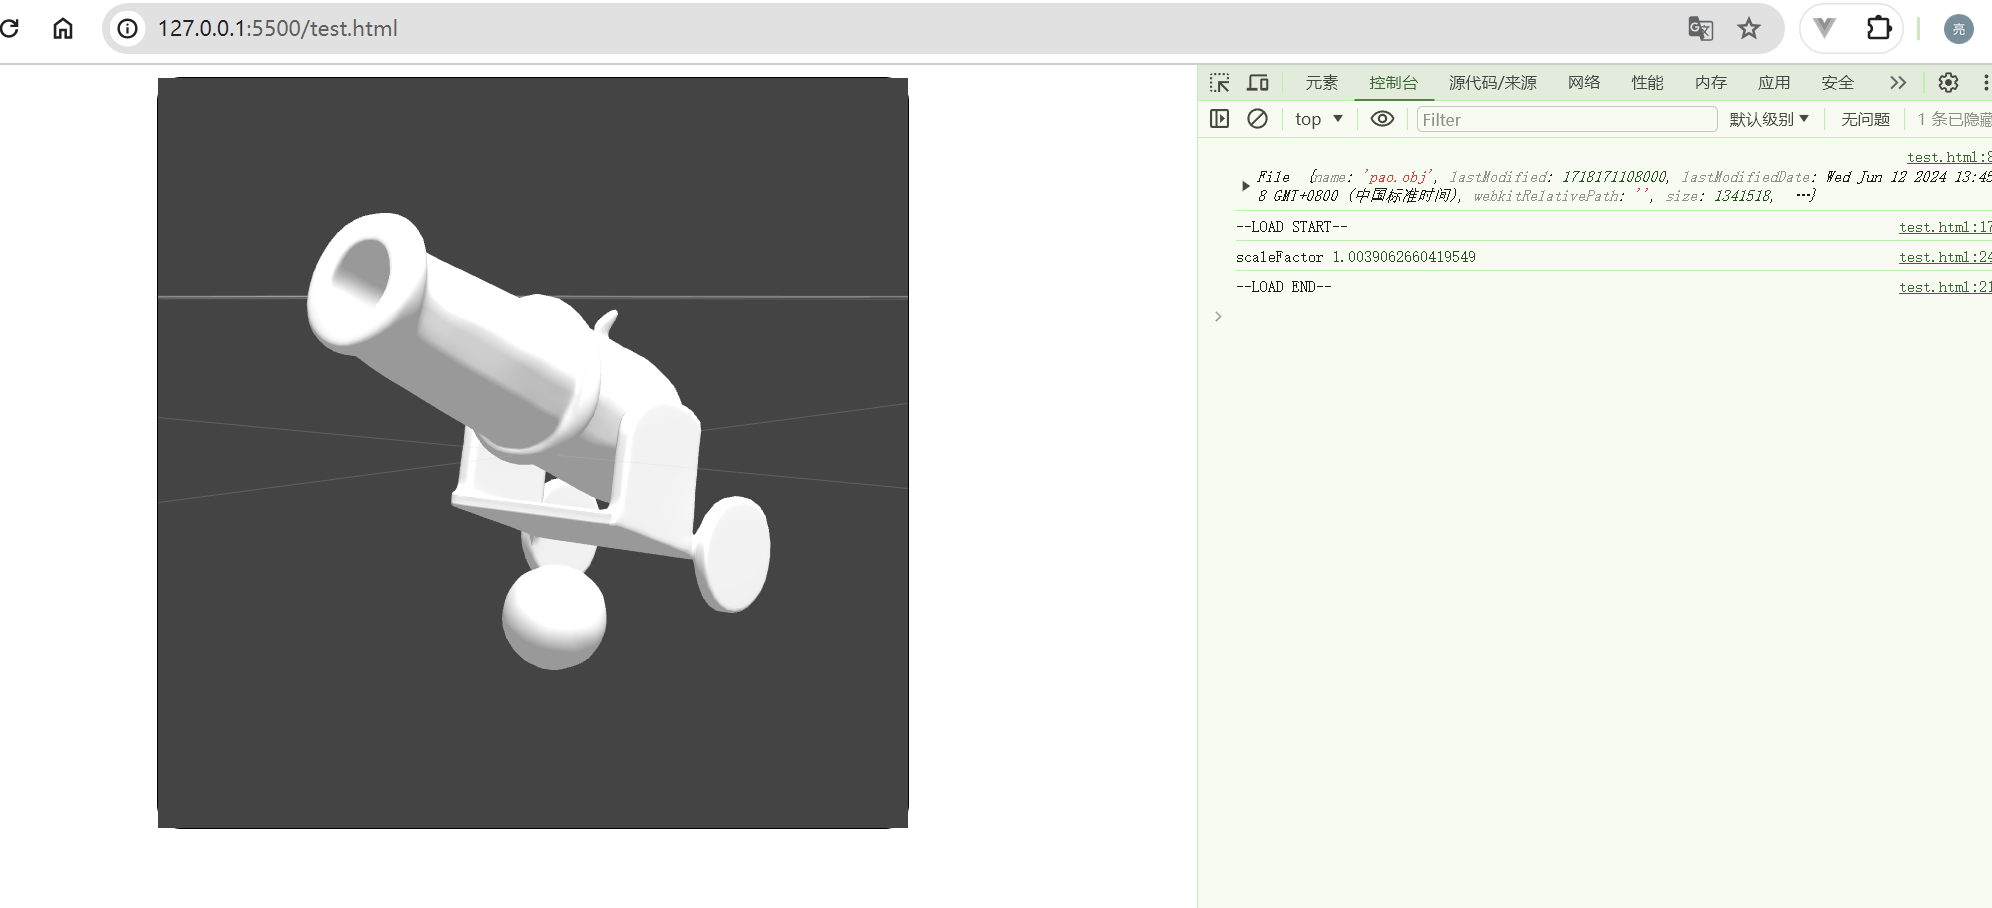 127.0.0.1:5500/test.html
亮
元素 控制台 源代码/来源 网络 性能 内存 应用 安全
top Filter 默认级别 无问题 1 条已隐藏
test.html:8
File {name: 'pao.obj', lastModified: 1718171108000, lastModifiedDate: Wed Jun 12 2024 13:45
8 GMT+0800 (中国标准时间), webkitRelativePath: '', size: 1341518, …}
--LOAD START-- test.html:17
scaleFactor 1.0039062660419549 test.html:24
--LOAD END-- test.html:21